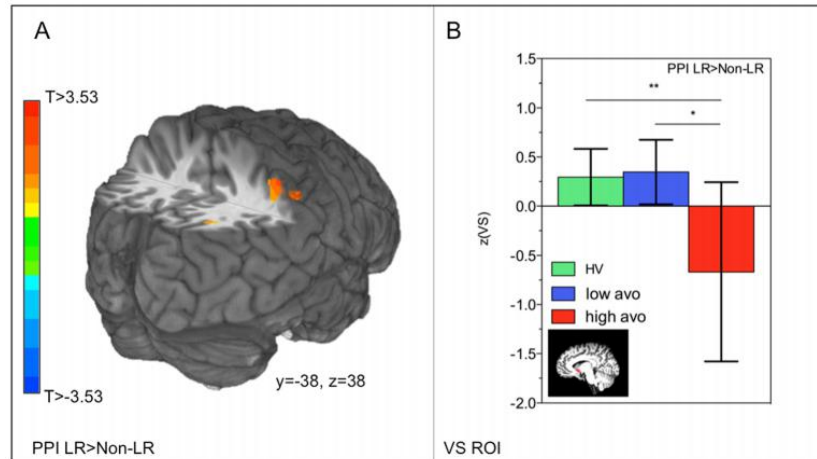 A
T>3.53
T>-3.53
y=-38, z=38
PPI LR>Non-LR
B
1.5
1.0
0.5
0.0
-0.5
-1.0
-1.5
-2.0
z(VS)
PPI LR>Non-LR
**
*
HV
low avo
high avo
VS ROI